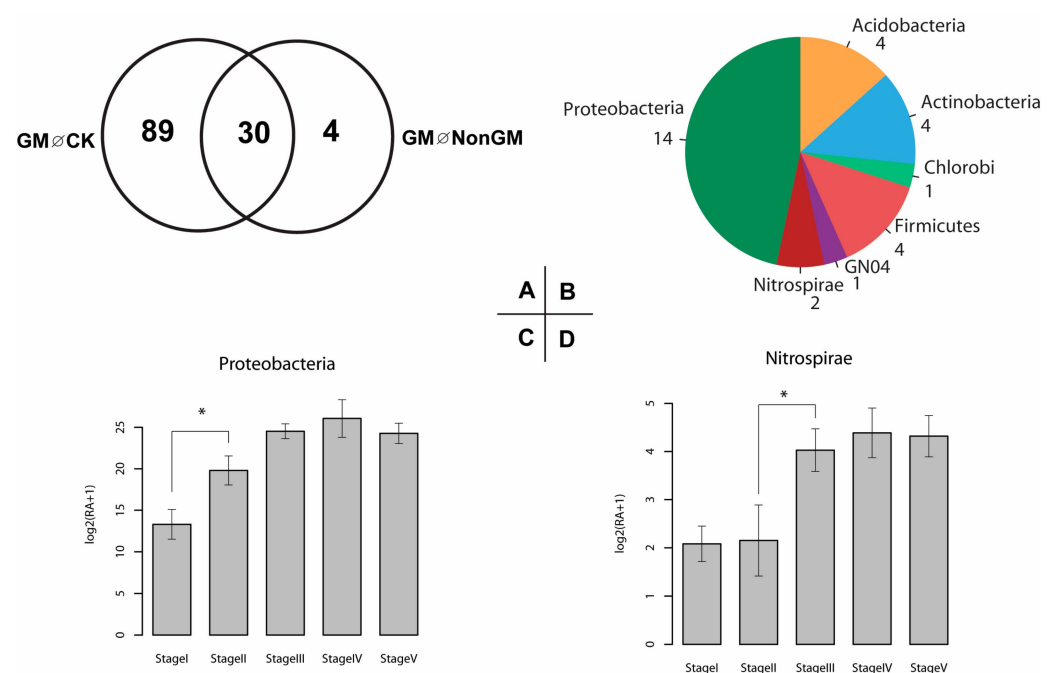 GM∅CK
89
30
4
GM∅NonGM
Acidobacteria
4
Actinobacteria
4
Chlorobi
1
Firmicutes
4
GN04
1
Nitrospirae
2
Proteobacteria
14
A B
C D
Proteobacteria
log2(RA+1)
25
20
15
10
5
0
*
StageI StageII StageIII StageIV StageV
Nitrospirae
log2(RA+1)
5
4
3
2
1
0
*
StageI StageII StageIII StageIV StageV